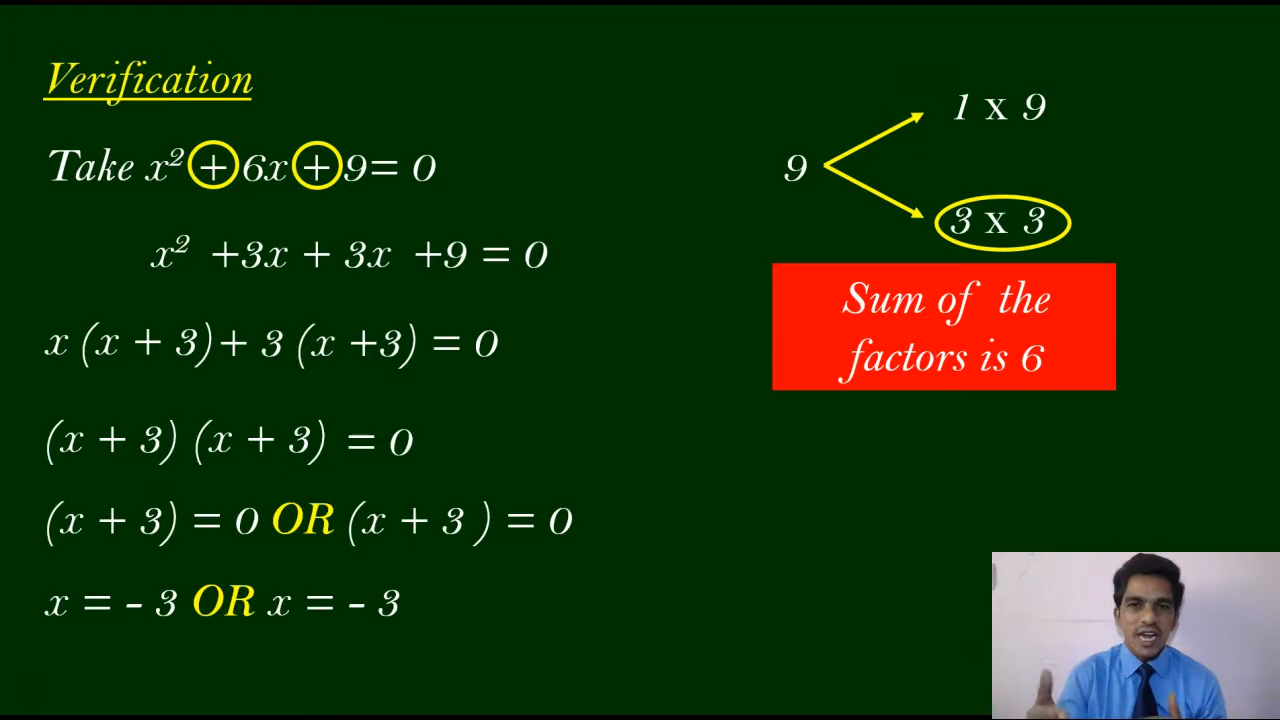 Verification
Take x² + 6x + 9 = 0
x² +3x + 3x +9 = 0
x (x + 3) + 3 (x +3) = 0
(x + 3) (x + 3) = 0
(x + 3) = 0 OR (x + 3 ) = 0
x = - 3 OR x = - 3
1 x 9
9
3 x 3
Sum of the
factors is 6